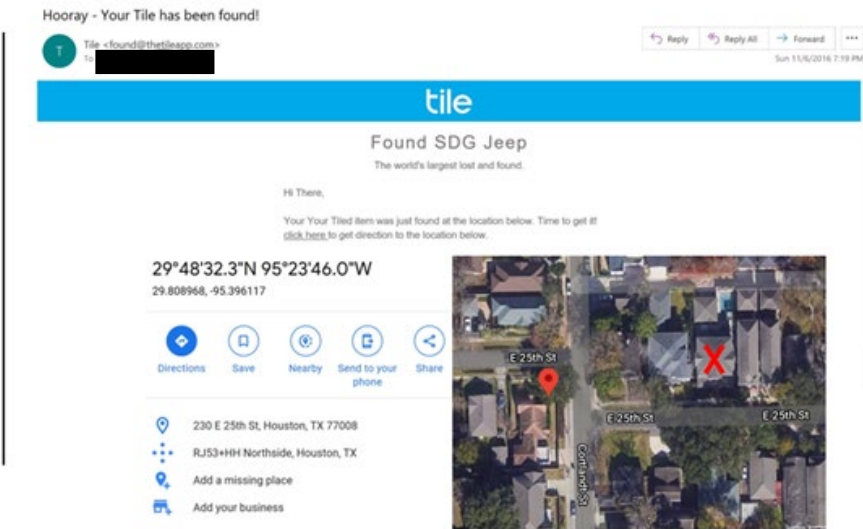 Hooray - Your Tile has been found!
T
Tile <found@thetileapp.com>
To
Reply
Reply All
Forward
Sun 11/6/2016 7:19 PM
tile
Found SDG Jeep
The world's largest lost and found.
Hi There,
Your Your Tiled item was just found at the location below. Time to get it!
click here to get direction to the location below.
29°48'32.3"N 95°23'46.0"W
29.808968, -95.396117
Directions
Save
Nearby
Send to your
phone
Share
230 E 25th St, Houston, TX 77008
RJ53+HH Northside, Houston, TX
Add a missing place
Add your business
E 25th St
X
E 25th St
E 25th St
Cortlandt St